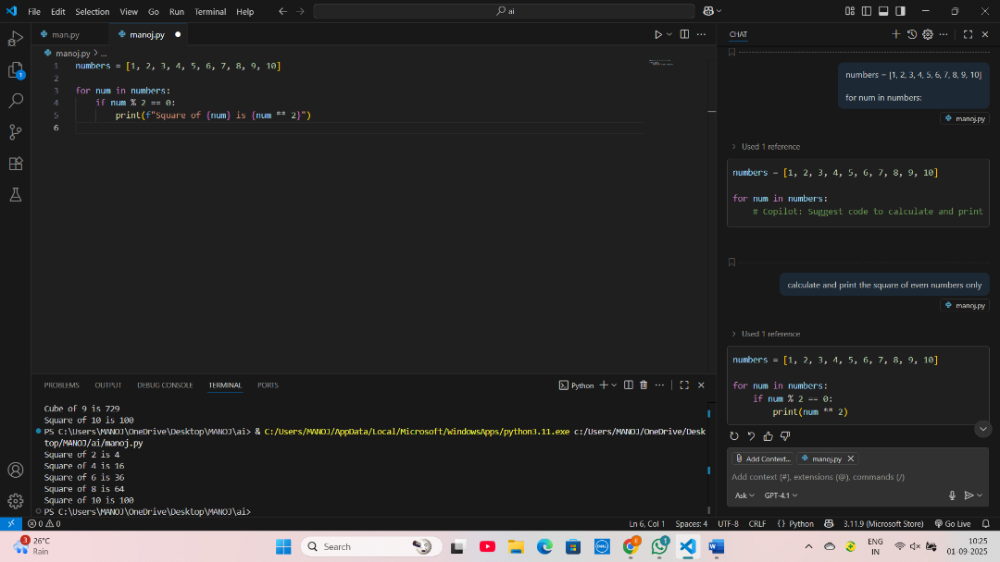 File Edit Selection View Go Run Terminal Help
ai
man.py
manoj.py
manoj.py > ...
1 numbers = [1, 2, 3, 4, 5, 6, 7, 8, 9, 10]
2
3 for num in numbers:
4 if num % 2 == 0:
5 print(f"Square of {num} is {num ** 2}")
6
PROBLEMS OUTPUT DEBUG CONSOLE TERMINAL PORTS
Python
Cube of 9 is 729
Square of 10 is 100
PS C:\Users\MANOJ\OneDrive\Desktop\MANOJ\ai> & C:/Users/MANOJ/AppData/Local/Microsoft/WindowsApps/python3.11.exe c:/Users/MANOJ/OneDrive/Desk
top/MANOJ/ai/manoj.py
Square of 2 is 4
Square of 4 is 16
Square of 6 is 36
Square of 8 is 64
Square of 10 is 100
PS C:\Users\MANOJ\OneDrive\Desktop\MANOJ\ai>
CHAT
numbers = [1, 2, 3, 4, 5, 6, 7, 8, 9, 10]
for num in numbers:
manoj.py
Used 1 reference
numbers = [1, 2, 3, 4, 5, 6, 7, 8, 9, 10]
for num in numbers:
# Copilot: Suggest code to calculate and print
calculate and print the square of even numbers only
manoj.py
Used 1 reference
numbers = [1, 2, 3, 4, 5, 6, 7, 8, 9, 10]
for num in numbers:
if num % 2 == 0:
print(num ** 2)
Add Context... manoj.py
Add context (#), extensions (@), commands (/)
Ask GPT-4.1
1
0 0
Ln 6, Col 1 Spaces: 4 UTF-8 CRLF {} Python 3.11.9 (Microsoft Store) Go Live
3
26°C
Rain
Search
DELL
1
ENG
IN
10:25
01-09-2025